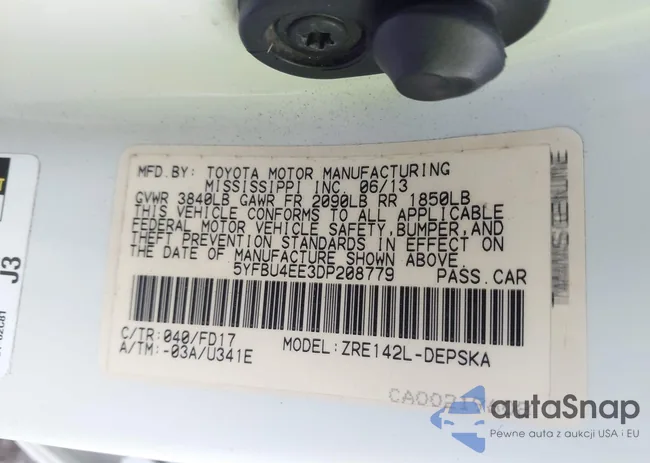 MFD.BY: TOYOTA MOTOR MANUFACTURING
MISSISSIPPI INC. 06/13
GVWR 3840LB GAWR FR 2090LB RR 1850LB
THIS VEHICLE CONFORMS TO ALL APPLICABLE
FEDERAL MOTOR VEHICLE SAFETY,BUMPER,AND
THEFT PREVENTION STANDARDS IN EFFECT ON
THE DATE OF MANUFACTURE SHOWN ABOVE.
5YFBU4EE3DP208779 PASS.CAR
C/TR:040/FD17
A/TM:-03A/U341E
MODEL:ZRE142L-DEPSKA
J3
autaSnap
Pewne auta z aukcji USA i EU